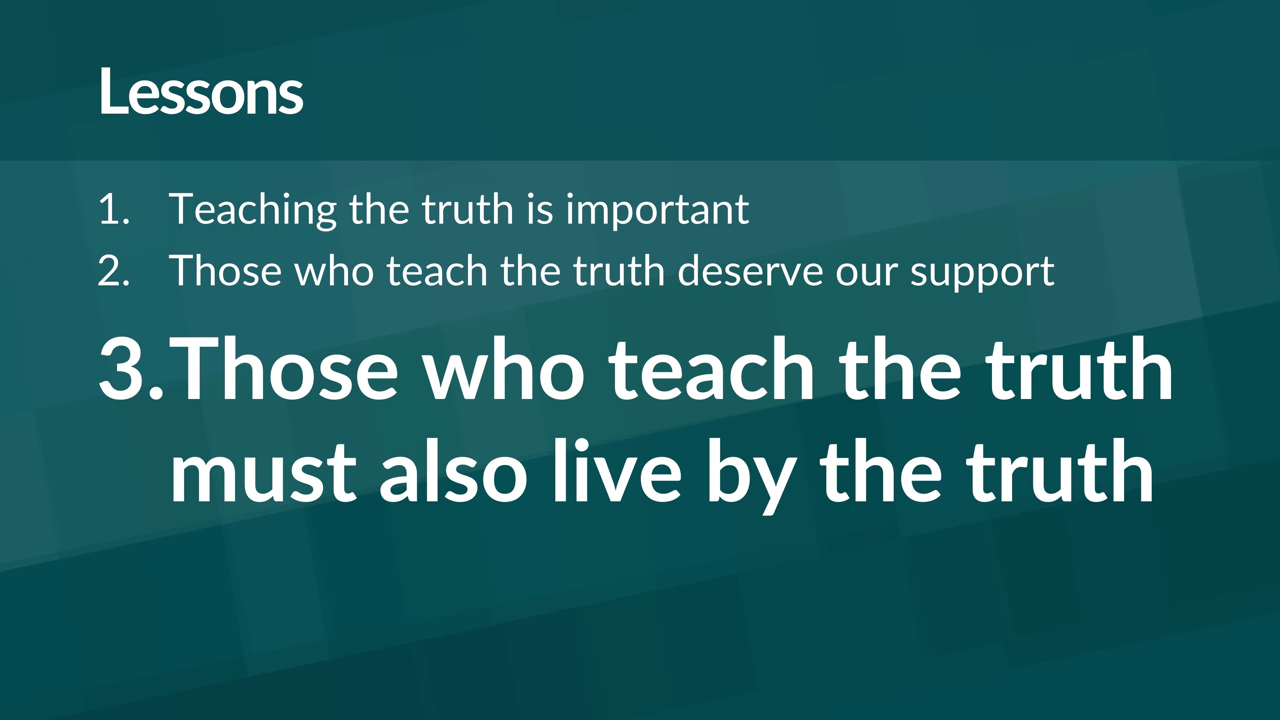 Lessons
1. Teaching the truth is important
2. Those who teach the truth deserve our support
3. Those who teach the truth
must also live by the truth